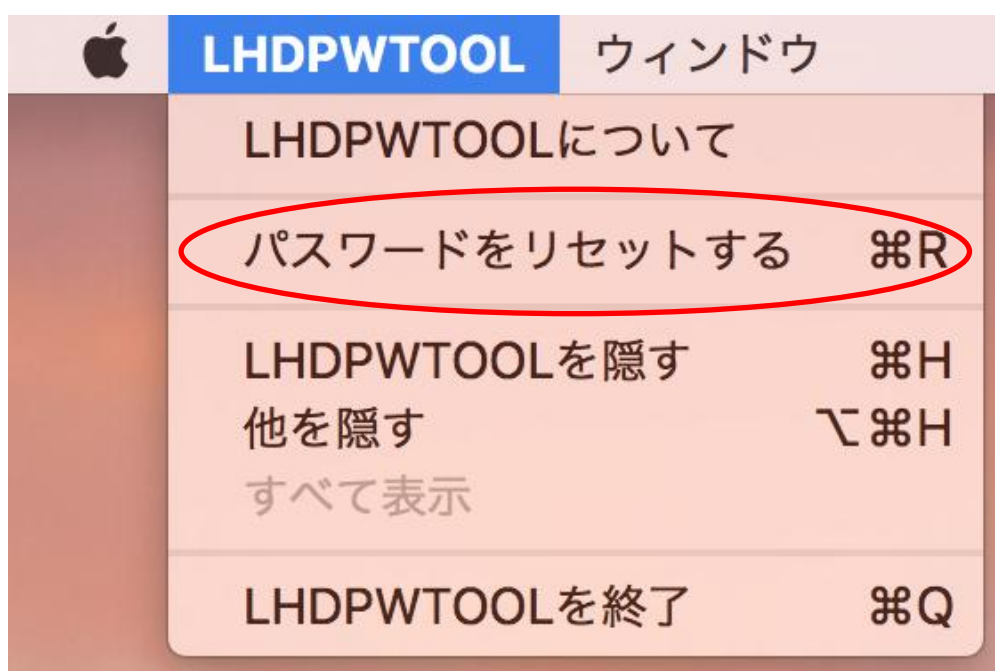 LHDPWTOOL ウィンドウ
LHDPWTOOLについて
パスワードをリセットする ⌘R
LHDPWTOOLを隠す ⌘H
他を隠す ⌥⌘H
すべて表示
LHDPWTOOLを終了 ⌘Q